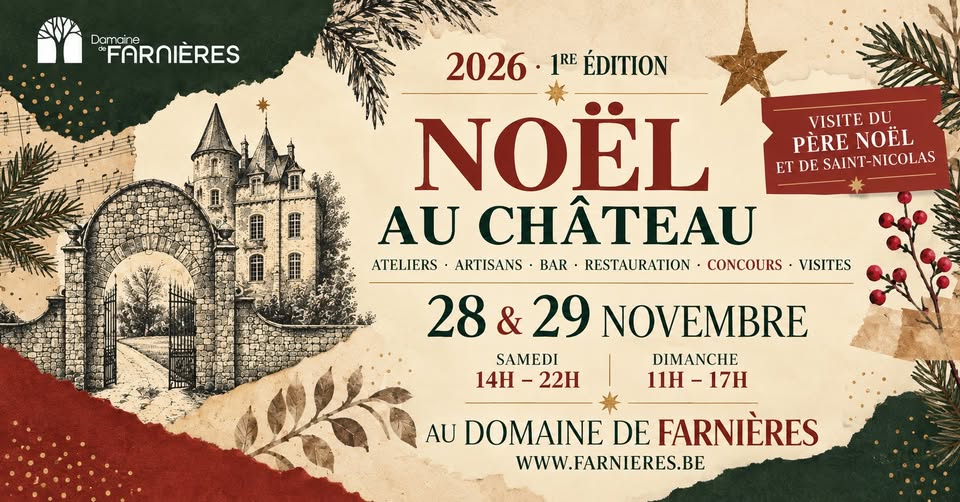 Domaine
de FARNIÈRES
2026 · 1RE ÉDITION
NOËL
AU CHÂTEAU
ATELIERS · ARTISANS · BAR · RESTAURATION · CONCOURS · VISITES
28 & 29 NOVEMBRE
SAMEDI
14H – 22H
DIMANCHE
11H – 17H
AU DOMAINE DE FARNIÈRES
WWW.FARNIERES.BE
VISITE DU
PÈRE NOËL
ET DE SAINT-NICOLAS